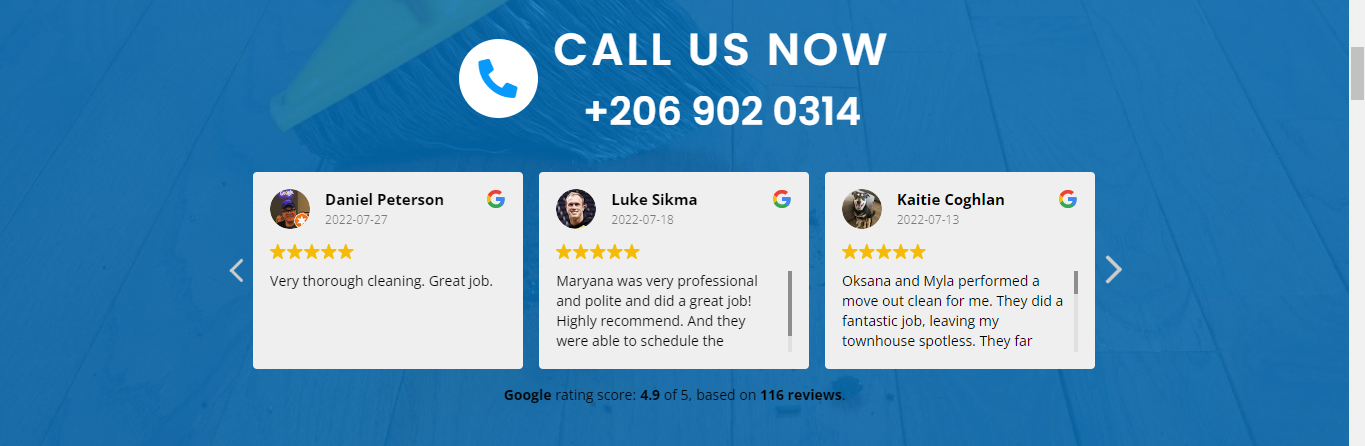 CALL US NOW
+206 902 0314
Daniel Peterson
2022-07-27
Very thorough cleaning. Great job.
Luke Sikma
2022-07-18
Maryana was very professional
and polite and did a great job!
Highly recommend. And they
were able to schedule the
Kaitie Coghlan
2022-07-13
Oksana and Myla performed a
move out clean for me. They did a
fantastic job, leaving my
townhouse spotless. They far
Google rating score: 4.9 of 5, based on 116 reviews.